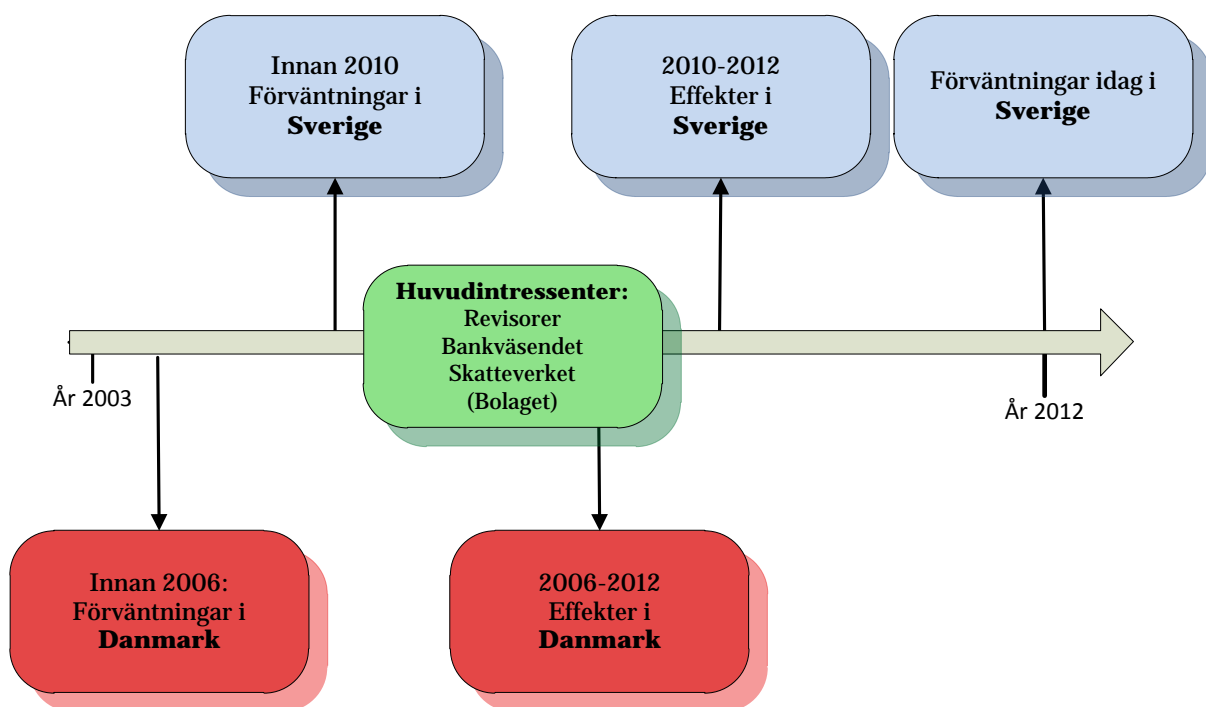 Innan 2010
Förväntningar i
Sverige
2010-2012
Effekter i
Sverige
Förväntningar idag i
Sverige
Huvudintressenter:
Revisorer
Bankväsendet
Skatteverket
(Bolaget)
År 2003
År 2012
Innan 2006:
Förväntningar i
Danmark
2006-2012
Effekter i
Danmark